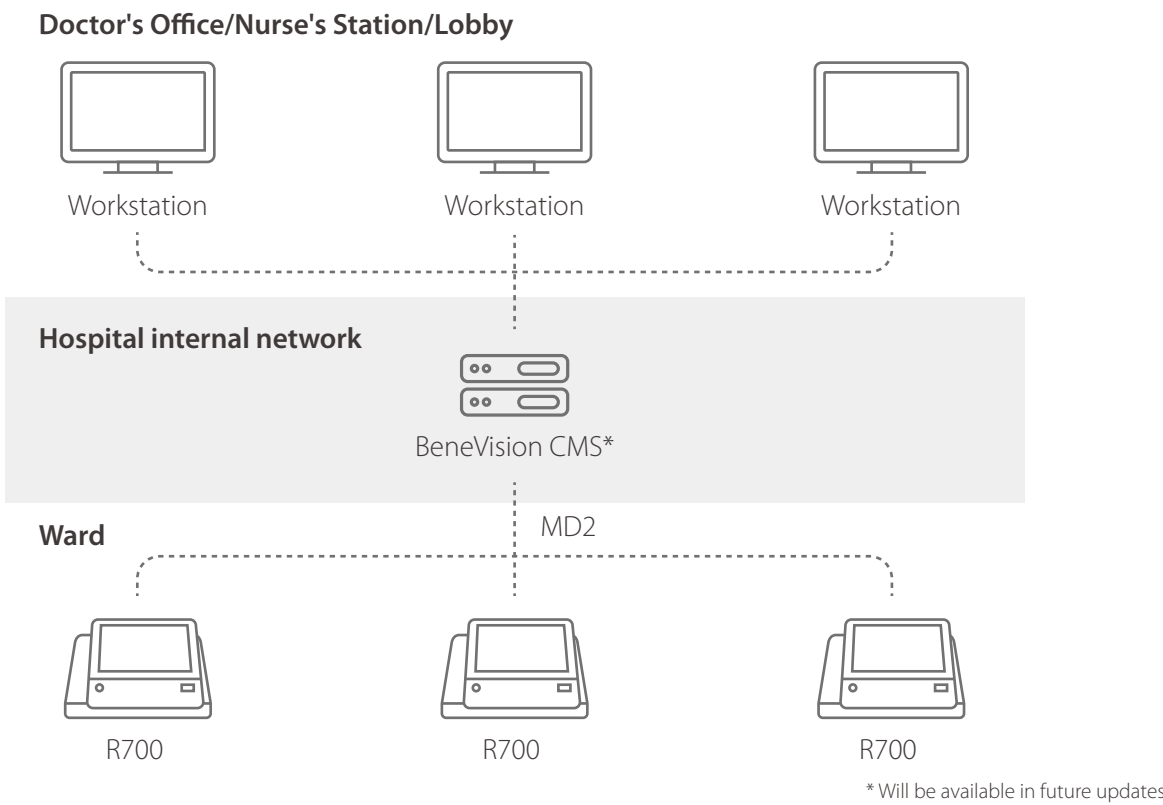 Doctor's Office/Nurse's Station/Lobby
Workstation
Workstation
Workstation
Hospital internal network
BeneVision CMS*
MD2
Ward
R700
R700
R700
* Will be available in future updates